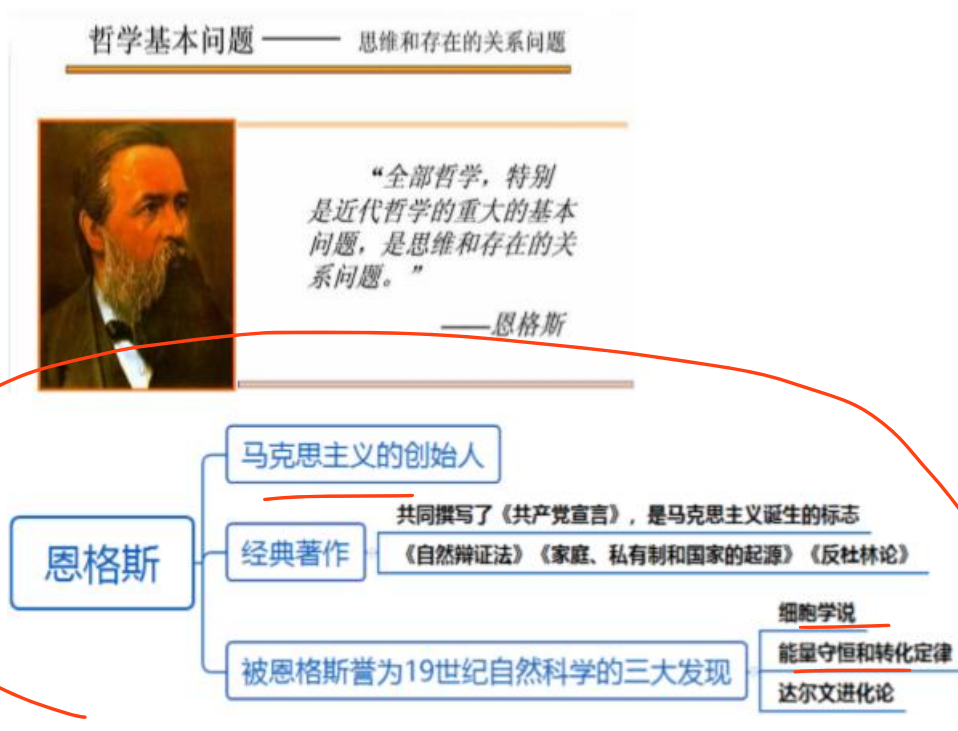 哲学基本问题 —— 思维和存在的关系问题
“全部哲学，特别
是近代哲学的重大的基本
问题，是思维和存在的关
系问题。”
——恩格斯
马克思主义的创始人
共同撰写了《共产党宣言》，是马克思主义诞生的标志
恩格斯
经典著作
《自然辩证法》《家庭、私有制和国家的起源》《反杜林论》
细胞学说
被恩格斯誉为19世纪自然科学的三大发现
能量守恒和转化定律
达尔文进化论